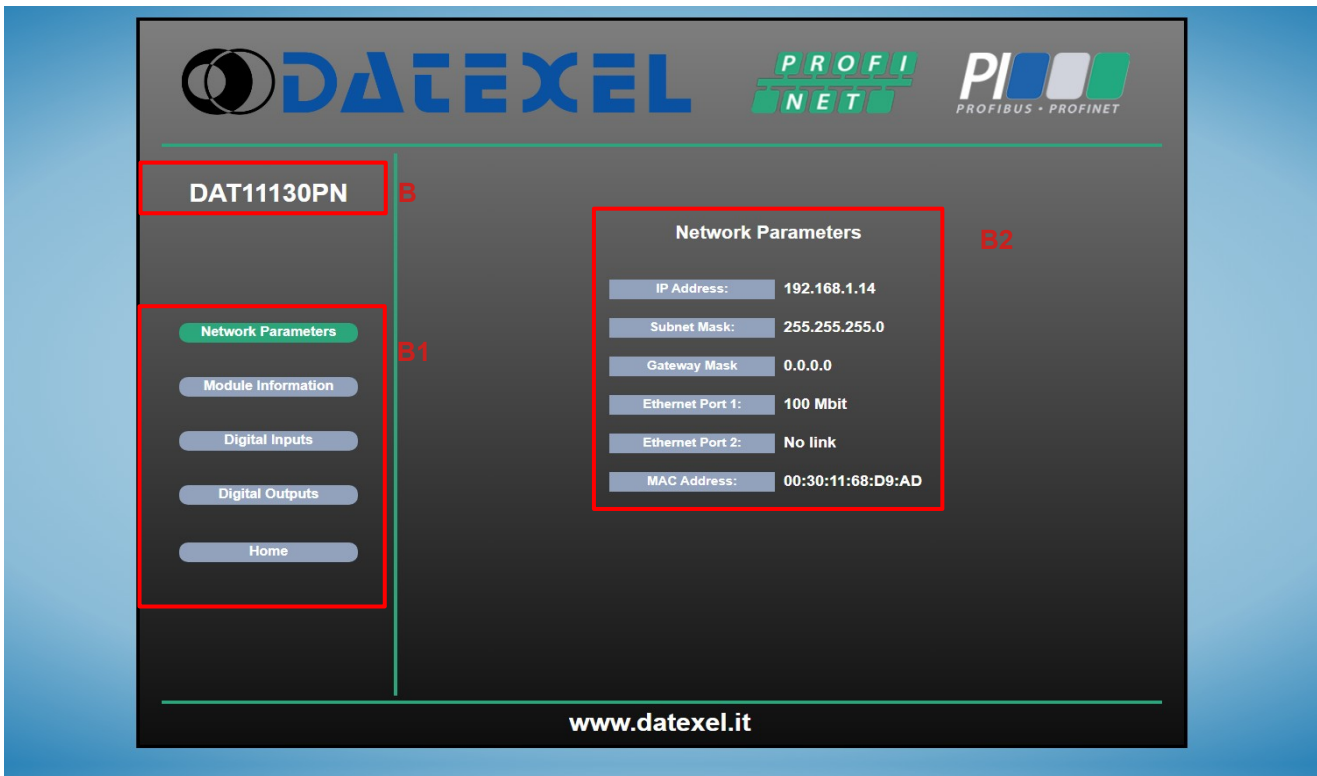 DATEXEL
PROFI
NET
PI
PROFIBUS • PROFINET
DAT11130PN
B
Network Parameters
Module Information
Digital Inputs
Digital Outputs
Home
B1
Network Parameters
B2
IP Address: 192.168.1.14
Subnet Mask: 255.255.255.0
Gateway Mask 0.0.0.0
Ethernet Port 1: 100 Mbit
Ethernet Port 2: No link
MAC Address: 00:30:11:68:D9:AD
www.datexel.it